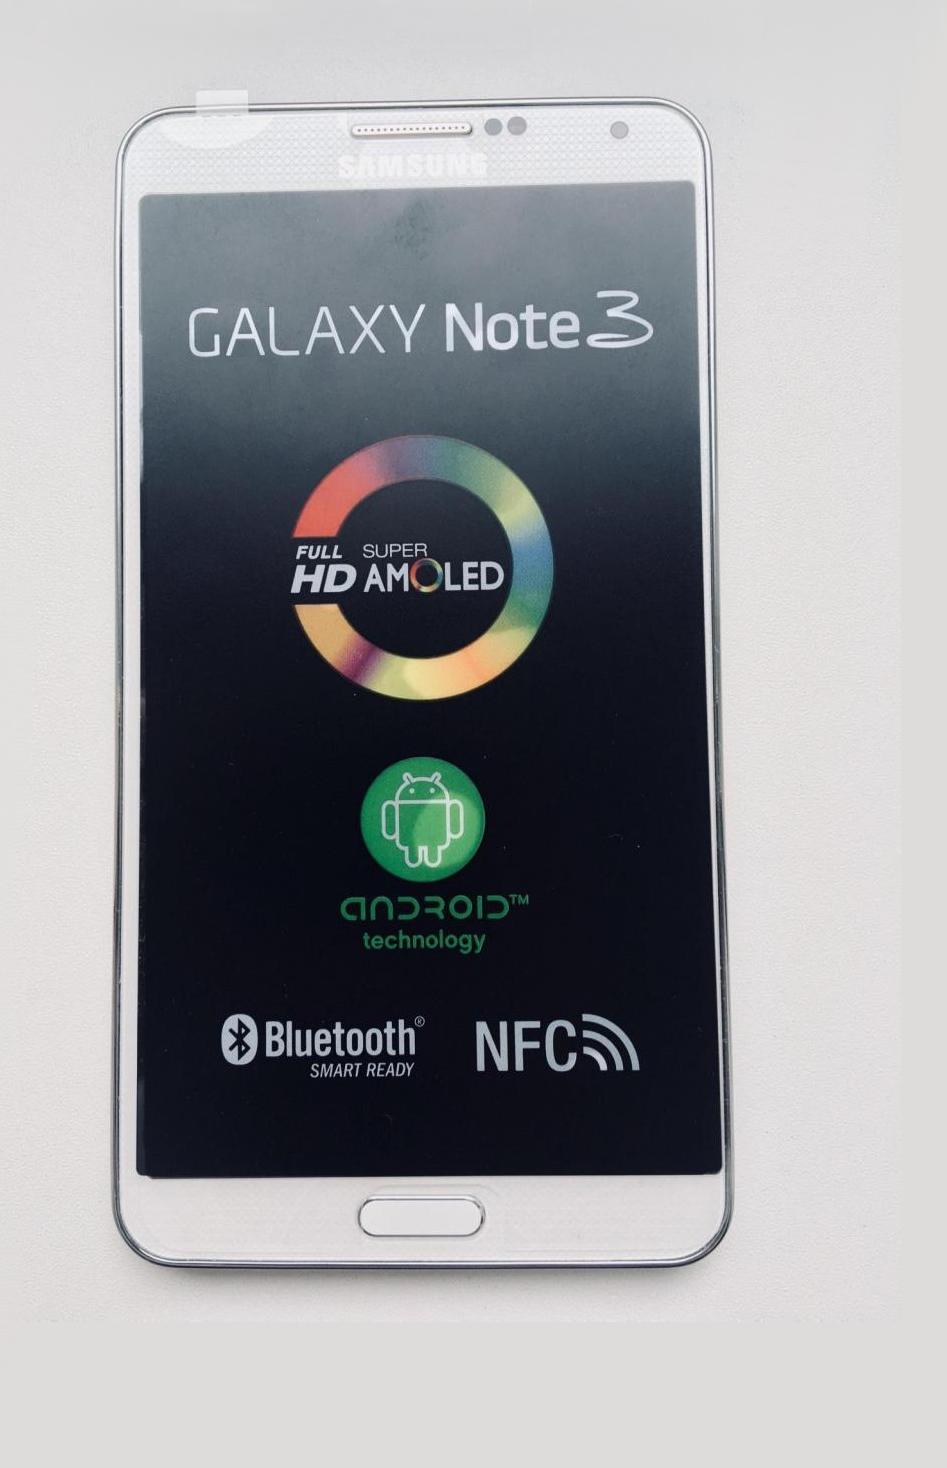 SAMSUNG
GALAXY Note 3
FULL SUPER
HD AMOLED
ANDROID™
technology
Bluetooth®
SMART READY
NFC